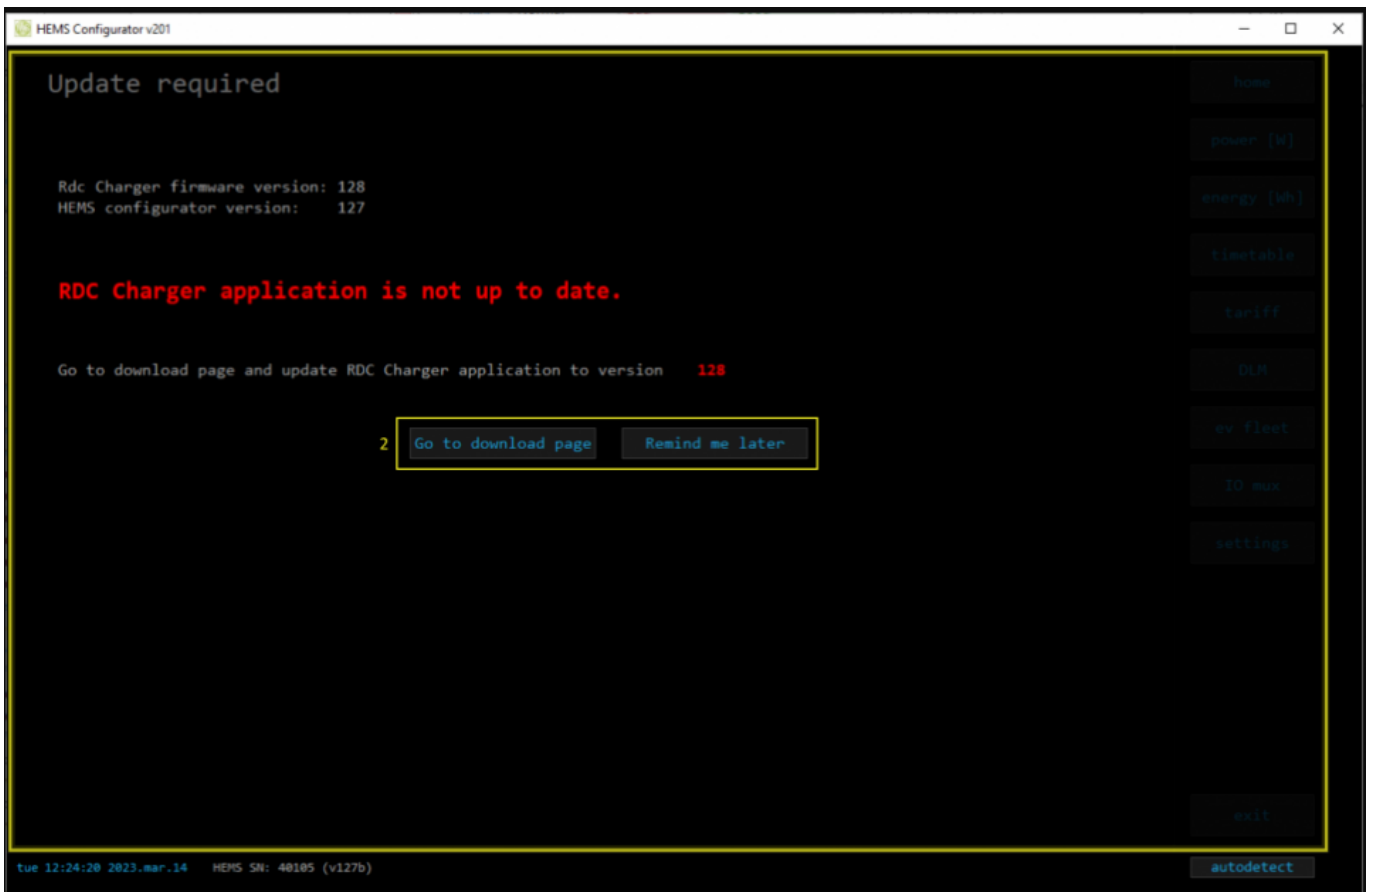 HEMS Configurator v201
Update required
home
power [W]
Rdc Charger firmware version: 128
HEMS configurator version: 127
energy [Wh]
timetable
RDC Charger application is not up to date.
tariff
Go to download page and update RDC Charger application to version 128
DLM
ev fleet
2 Go to download page Remind me later
IO mux
settings
exit
tue 12:24:20 2023.mar.14 HEMS SN: 40105 (v127b) autodetect